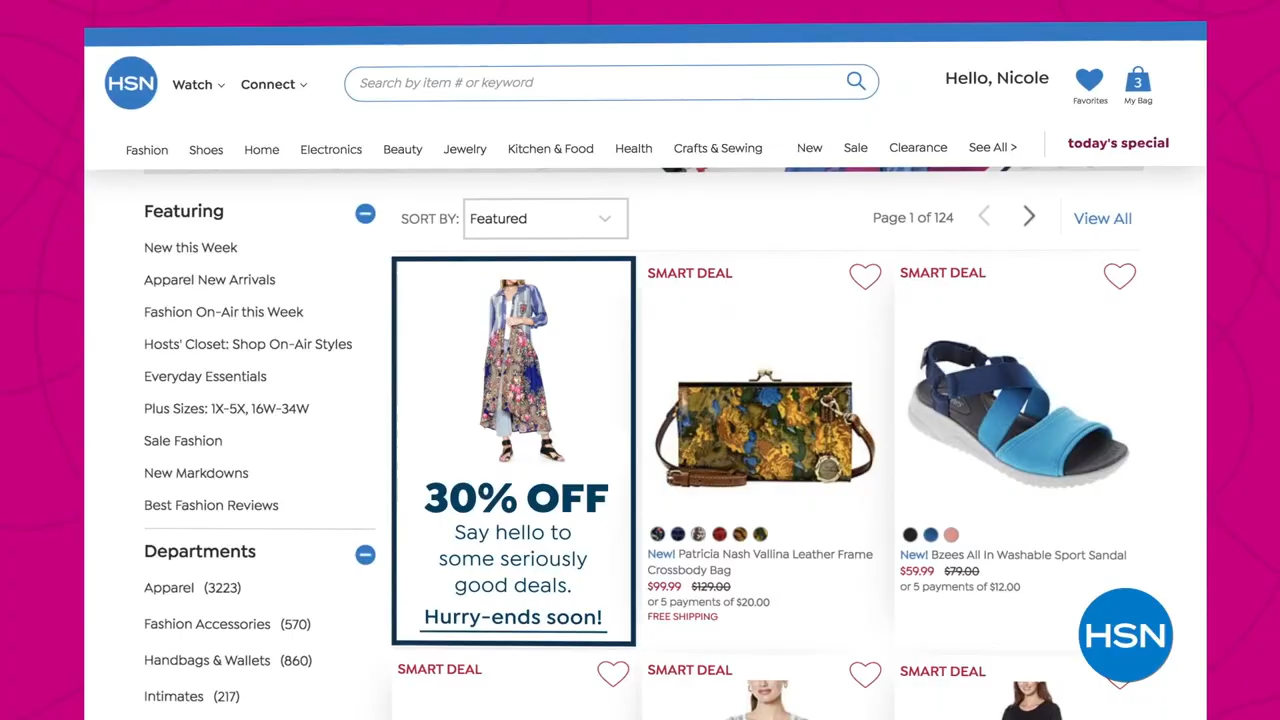 HSN
Watch
Connect
Search by item # or keyword
Hello, Nicole
Favorites
3
My Bag
Fashion
Shoes
Home
Electronics
Beauty
Jewelry
Kitchen & Food
Health
Crafts & Sewing
New
Sale
Clearance
See All >
today's special
Featuring
New this Week
Apparel New Arrivals
Fashion On-Air this Week
Hosts' Closet: Shop On-Air Styles
Everyday Essentials
Plus Sizes: 1X-5X, 16W-34W
Sale Fashion
New Markdowns
Best Fashion Reviews
Departments
Apparel (3223)
Fashion Accessories (570)
Handbags & Wallets (860)
Intimates (217)
SORT BY: Featured
Page 1 of 124
View All
30% OFF
Say hello to
some seriously
good deals.
Hurry-ends soon!
SMART DEAL
New! Patricia Nash Vallina Leather Frame
Crossbody Bag
$99.99 $129.00
or 5 payments of $20.00
FREE SHIPPING
SMART DEAL
New! Bzees All In Washable Sport Sandal
$59.99 $79.00
or 5 payments of $12.00
SMART DEAL
SMART DEAL
SMART DEAL
HSN